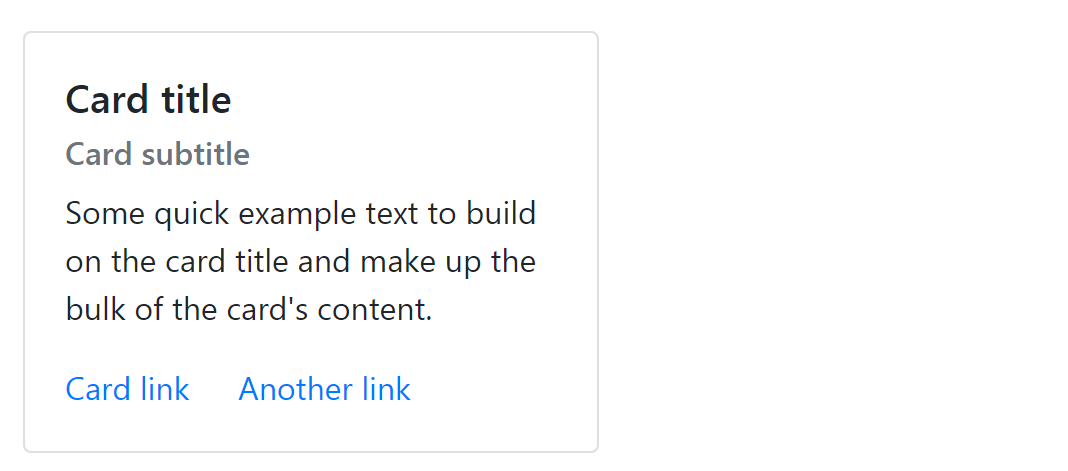 Card title
Card subtitle
Some quick example text to build
on the card title and make up the
bulk of the card's content.
Card link Another link